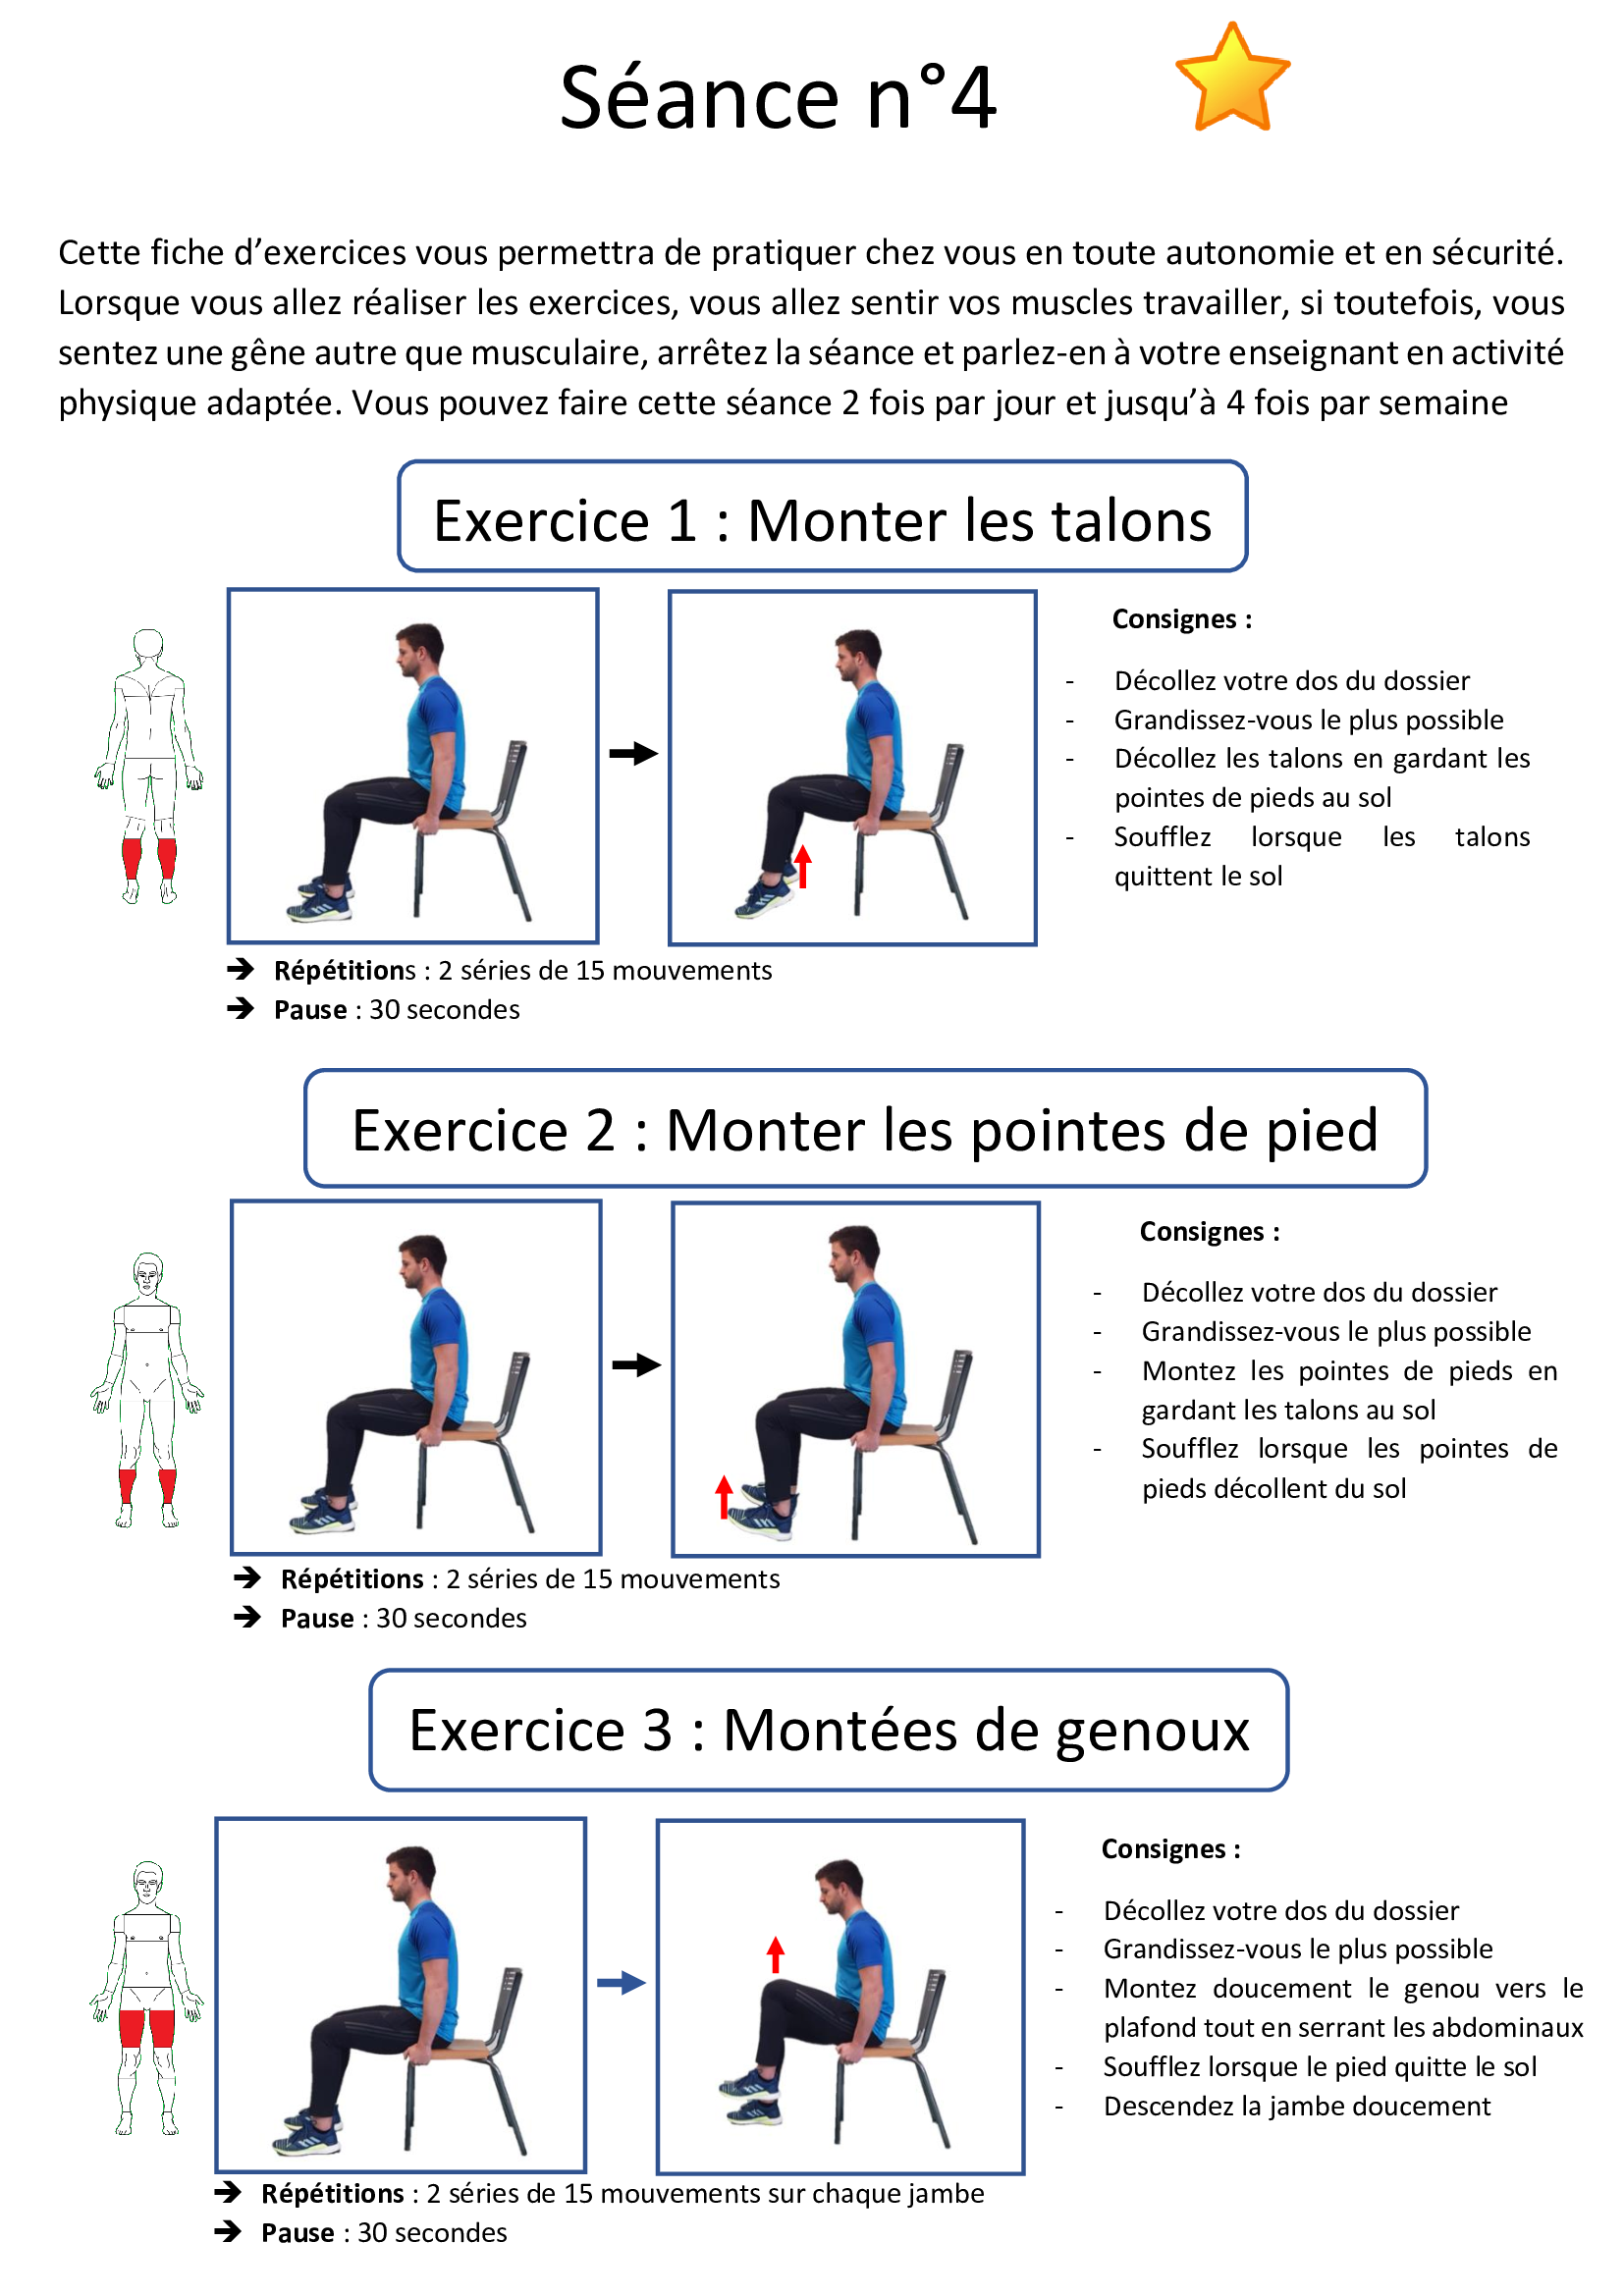 Séance n°4
Cette fiche d’exercices vous permettra de pratiquer chez vous en toute autonomie et en sécurité.
Lorsque vous allez réaliser les exercices, vous allez sentir vos muscles travailler, si toutefois, vous
sentez une gêne autre que musculaire, arrêtez la séance et parlez-en à votre enseignant en activité
physique adaptée. Vous pouvez faire cette séance 2 fois par jour et jusqu’à 4 fois par semaine
Exercice 1 : Monter les talons
Consignes :
- Décollez votre dos du dossier
- Grandissez-vous le plus possible
- Décollez les talons en gardant les
pointes de pieds au sol
- Soufflez lorsque les talons
quittent le sol
➔ Répétitions : 2 séries de 15 mouvements
➔ Pause : 30 secondes
Exercice 2 : Monter les pointes de pied
Consignes :
- Décollez votre dos du dossier
- Grandissez-vous le plus possible
- Montez les pointes de pieds en
gardant les talons au sol
- Soufflez lorsque les pointes de
pieds décollent du sol
➔ Répétitions : 2 séries de 15 mouvements
➔ Pause : 30 secondes
Exercice 3 : Montées de genoux
Consignes :
- Décollez votre dos du dossier
- Grandissez-vous le plus possible
- Montez doucement le genou vers le
plafond tout en serrant les abdominaux
- Soufflez lorsque le pied quitte le sol
- Descendez la jambe doucement
➔ Répétitions : 2 séries de 15 mouvements sur chaque jambe
➔ Pause : 30 secondes